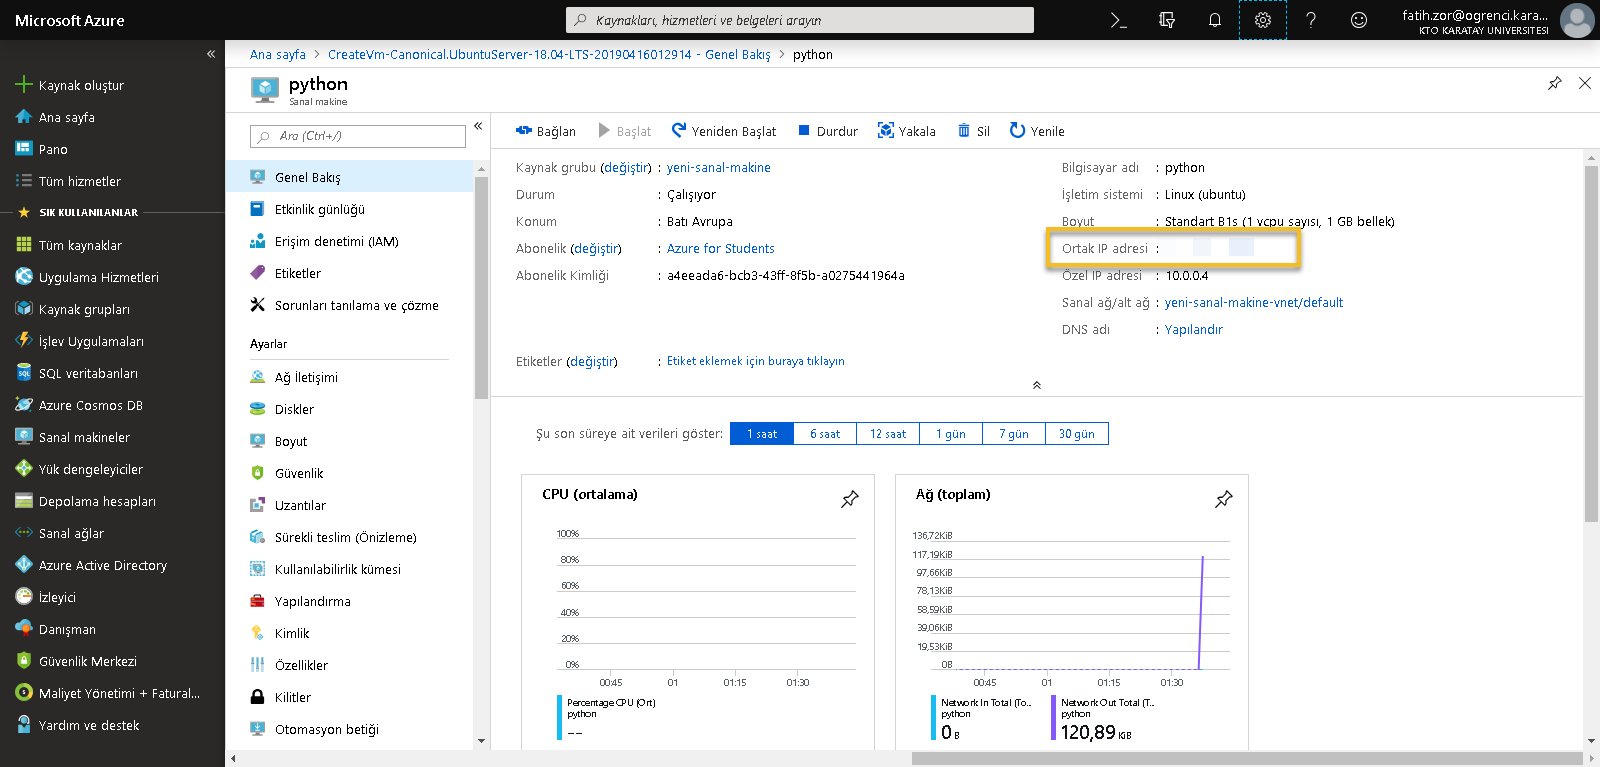 Microsoft Azure
Kaynakları, hizmetleri ve belgeleri arayın
fatih.zor@ogrenci.kara...
KTO KARATAY UNIVERSITESI
Kaynak oluştur
Ana sayfa
Pano
Tüm hizmetler
SIK KULLANILANLAR
Tüm kaynaklar
Uygulama Hizmetleri
Kaynak grupları
İşlev Uygulamaları
SQL veritabanları
Azure Cosmos DB
Sanal makineler
Yük dengeleyiciler
Depolama hesapları
Sanal ağlar
Azure Active Directory
İzleyici
Danışman
Güvenlik Merkezi
Maliyet Yönetimi + Fatural...
Yardım ve destek
Ana sayfa > CreateVm-Canonical.UbuntuServer-18.04-LTS-20190416012914 - Genel Bakış > python
python
Sanal makine
Ara (Ctrl+/)
Genel Bakış
Etkinlik günlüğü
Erişim denetimi (IAM)
Etiketler
Sorunları tanılama ve çözme
Ayarlar
Ağ İletişimi
Diskler
Boyut
Güvenlik
Uzantılar
Sürekli teslim (Önizleme)
Kullanılabilirlik kümesi
Yapılandırma
Kimlik
Özellikler
Kilitler
Otomasyon betiği
Bağlan Başlat Yeniden Başlat Durdur Yakala Sil Yenile
Kaynak grubu (değiştir) : yeni-sanal-makine
Durum : Çalışıyor
Konum : Batı Avrupa
Abonelik (değiştir) : Azure for Students
Abonelik Kimliği : a4eeada6-bcb3-43ff-8f5b-a0275441964a
Bilgisayar adı : python
İşletim sistemi : Linux (ubuntu)
Boyut : Standart B1s (1 vcpu sayısı, 1 GB bellek)
Ortak IP adresi :
Özel IP adresi : 10.0.0.4
Sanal ağ/alt ağ : yeni-sanal-makine-vnet/default
DNS adı : Yapılandır
Etiketler (değiştir) : Etiket eklemek için buraya tıklayın
Şu son süreye ait verileri göster: 1 saat 6 saat 12 saat 1 gün 7 gün 30 gün
CPU (ortalama)
100%
80%
60%
40%
20%
0%
00:45 01 01:15 01:30
Percentage CPU (Ort)
python
--
Ağ (toplam)
136,72KiB
117,19KiB
97,66KiB
78,13KiB
58,59KiB
39,06KiB
19,53KiB
0B
00:45 01 01:15 01:30
Network In Total (To...
python
0 B
Network Out Total (T...
python
120,89 KiB